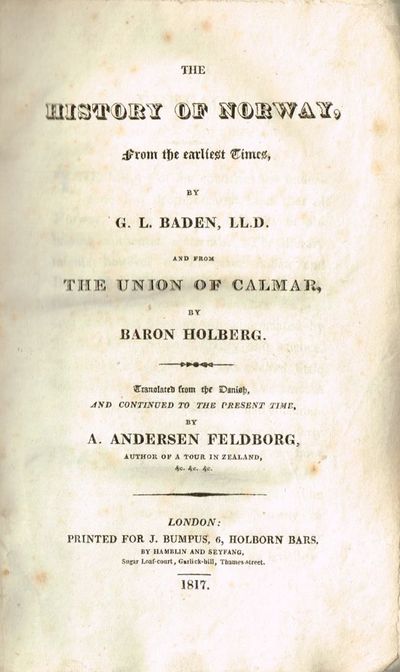 THE
HISTORY OF NORWAY,
From the earliest Times,
BY
G. L. BADEN, LL.D.
AND FROM
THE UNION OF CALMAR,
BY
BARON HOLBERG.
Translated from the Danish,
AND CONTINUED TO THE PRESENT TIME,
BY
A. ANDERSEN FELDBORG,
AUTHOR OF A TOUR IN ZEALAND,
&c. &c. &c.
LONDON:
PRINTED FOR J. BUMPUS, 6, HOLBORN BARS,
BY HAMBLIN AND SEYFANG,
Sugar Loaf-court, Garlick-hill, Thames-street.
1817.